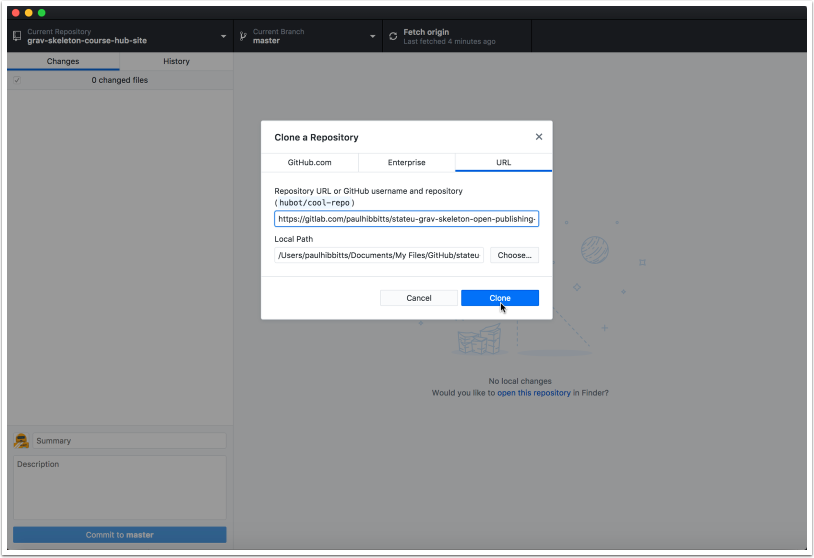 Current Repository
grav-skeleton-course-hub-site
Current Branch
master
Fetch origin
Last fetched 4 minutes ago
Changes
History
0 changed files
Clone a Repository
GitHub.com
Enterprise
URL
Repository URL or GitHub username and repository
(hubot/cool-repo)
https://gitlab.com/paulhibbitts/stateu-grav-skeleton-open-publishing-
Local Path
/Users/paulhibbitts/Documents/My Files/GitHub/stateu
Choose...
Cancel
Clone
No local changes
Would you like to open this repository in Finder?
Summary
Description
Commit to master